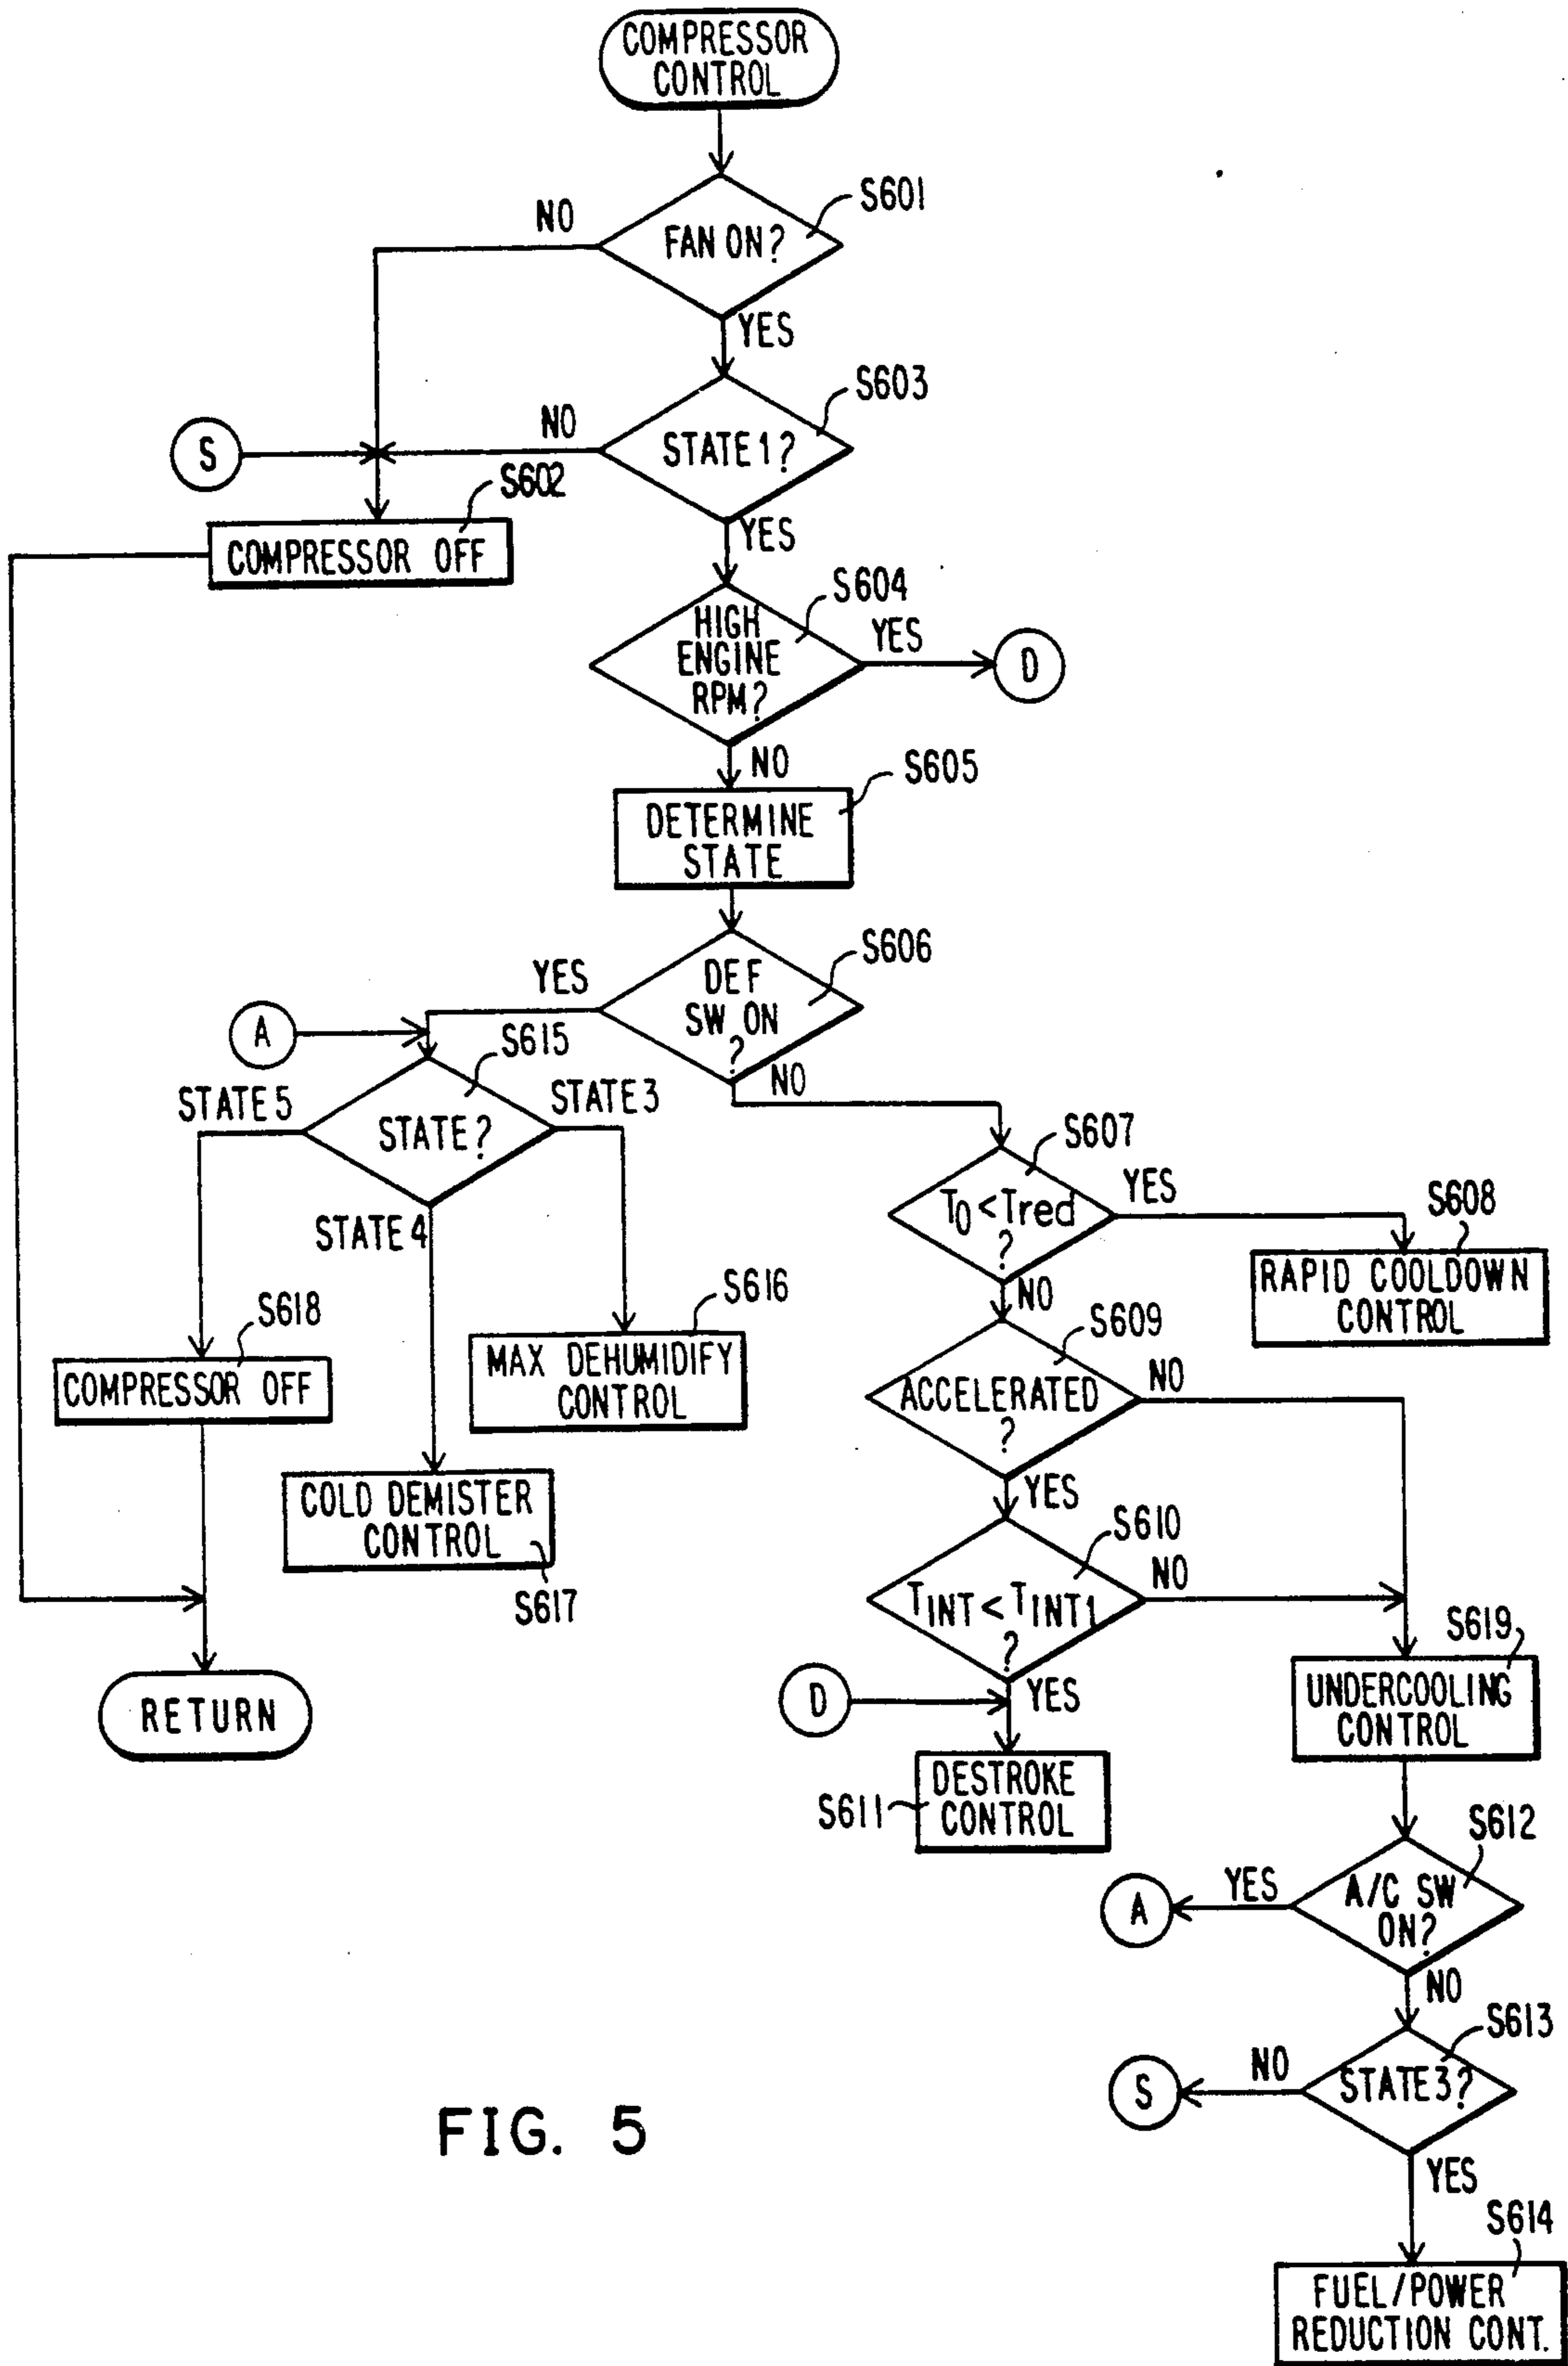 COMPRESSOR
CONTROL
S601
NO
FAN ON?
YES
S603
NO
S
STATE 1?
S602
YES
COMPRESSOR OFF
S604
HIGH
ENGINE
RPM?
YES
D
NO
S605
DETERMINE
STATE
S606
YES
DEF
SW ON
?
A
S615
NO
STATE 5
STATE 3
STATE?
S607
STATE 4
T0 < Tred
?
YES
S608
RAPID COOLDOWN
CONTROL
NO
S618
S616
S609
COMPRESSOR OFF
MAX DEHUMIDIFY
CONTROL
ACCELERATED
?
NO
COLD DEMISTER
CONTROL
YES
S617
S610
TINT < TINT1
?
NO
S619
RETURN
D
YES
UNDERCOOLING
CONTROL
S611
DESTROKE
CONTROL
S612
A/C SW
ON?
YES
A
NO
S613
NO
STATE 3?
S
FIG. 5
YES
S614
FUEL/POWER
REDUCTION CONT.